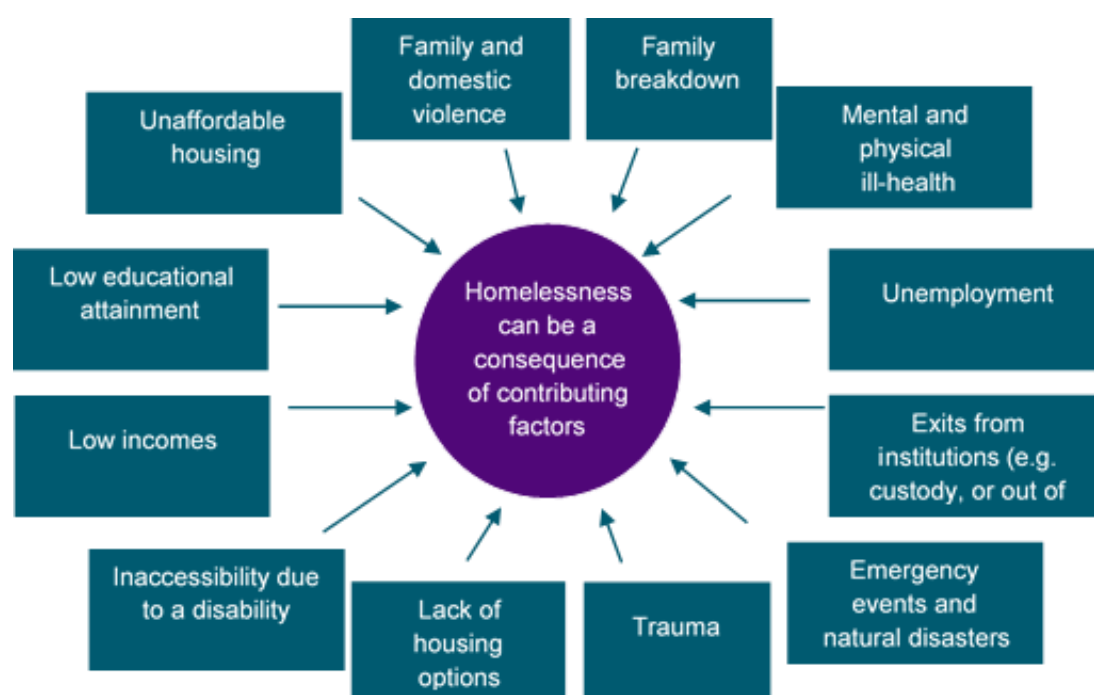 Family and
domestic
violence
Family
breakdown
Mental and
physical
ill-health
Unemployment
Exits from
institutions (e.g.
custody, or out of
Emergency
events and
natural disasters
Trauma
Lack of
housing
options
Inaccessibility due
to a disability
Low incomes
Low educational
attainment
Unaffordable
housing
Homelessness
can be a
consequence
of contributing
factors